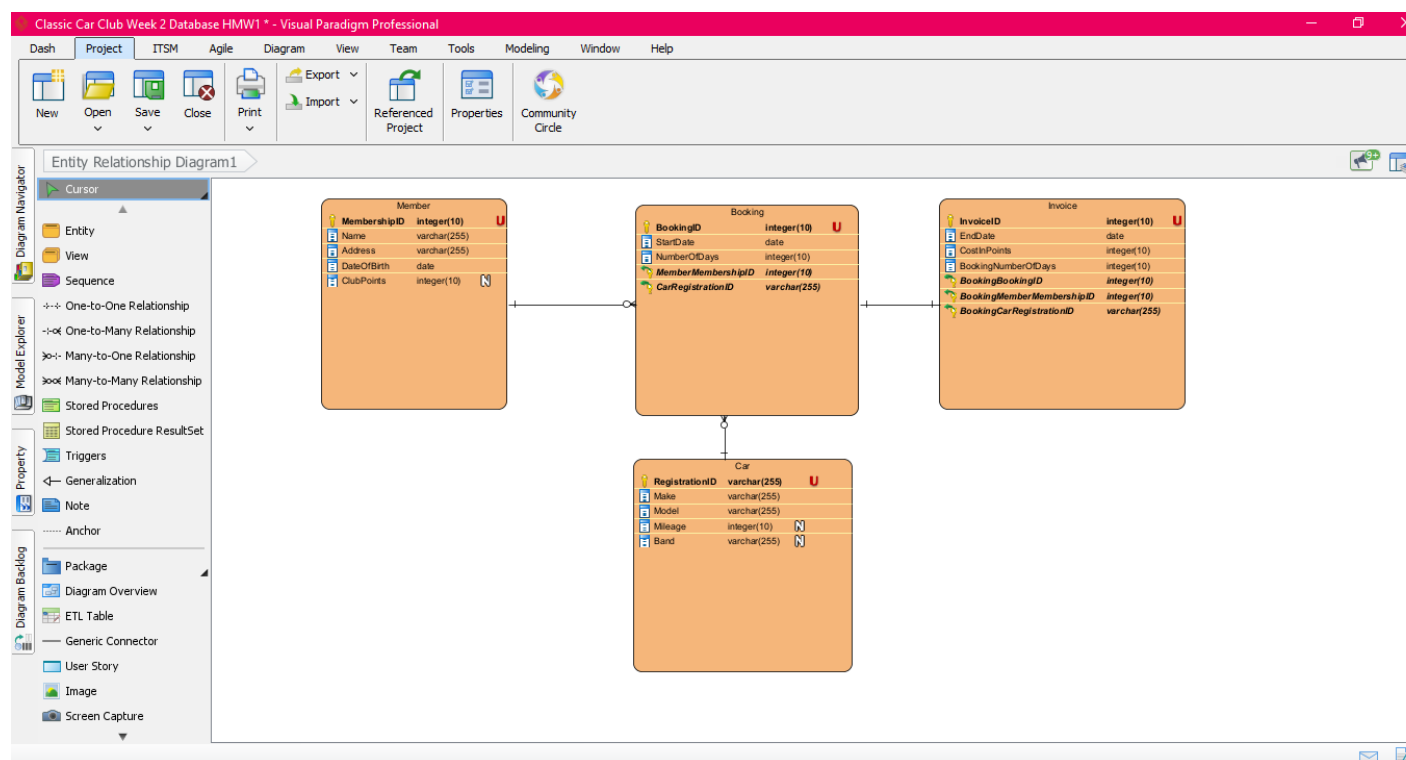 Classic Car Club Week 2 Database HMW1 * - Visual Paradigm Professional
Dash Project ITSM Agile Diagram View Team Tools Modeling Window Help
New Open Save Close Print Export Import Referenced Project Properties Community Circle
Entity Relationship Diagram1
9+
Diagram Navigator
Model Explorer
Property
Diagram Backlog
Cursor
Entity
View
Sequence
One-to-One Relationship
One-to-Many Relationship
Many-to-One Relationship
Many-to-Many Relationship
Stored Procedures
Stored Procedure ResultSet
Triggers
Generalization
Note
Anchor
Package
Diagram Overview
ETL Table
Generic Connector
User Story
Image
Screen Capture
Member
MembershipID integer(10) U
Name varchar(255)
Address varchar(255)
DateOfBirth date
ClubPoints integer(10) N
Booking
BookingID integer(10) U
StartDate date
NumberOfDays integer(10)
MemberMembershipID integer(10)
CarRegistrationID varchar(255)
Invoice
InvoiceID integer(10) U
EndDate date
CostInPoints integer(10)
BookingNumberOfDays integer(10)
BookingBookingID integer(10)
BookingMemberMembershipID integer(10)
BookingCarRegistrationID varchar(255)
Car
RegistrationID varchar(255) U
Make varchar(255)
Model varchar(255)
Mileage integer(10) N
Band varchar(255) N